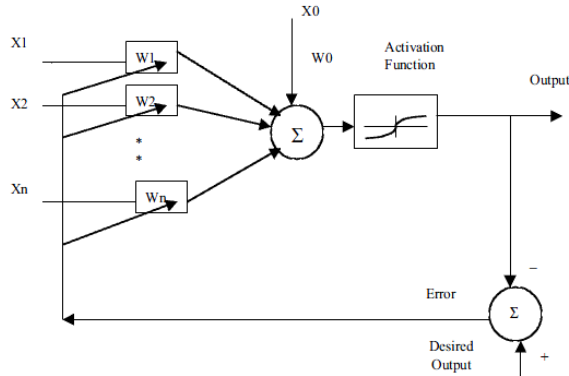 X0
X1
W1
W0
Activation
Function
Output
X2
W2
*
*
Σ
Xn
Wn
−
Error
Σ
Desired
Output
+